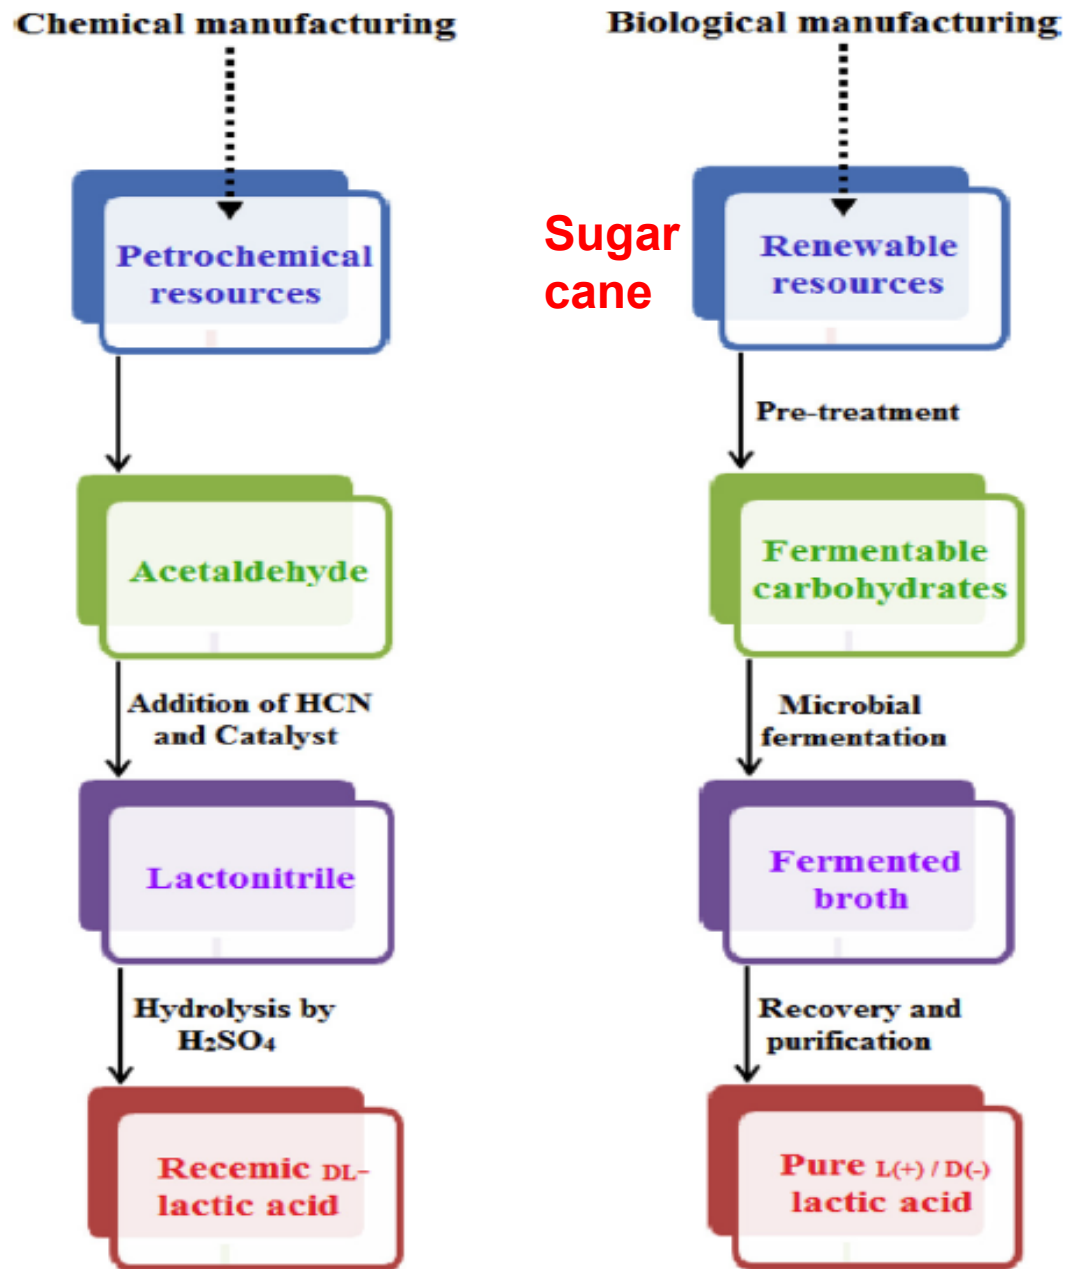 Chemical manufacturing
Petrochemical
resources
Acetaldehyde
Addition of HCN
and Catalyst
Lactonitrile
Hydrolysis by
H₂SO₄
Recemic DL-
lactic acid
Biological manufacturing
Sugar
cane
Renewable
resources
Pre-treatment
Fermentable
carbohydrates
Microbial
fermentation
Fermented
broth
Recovery and
purification
Pure L(+) / D(-)
lactic acid